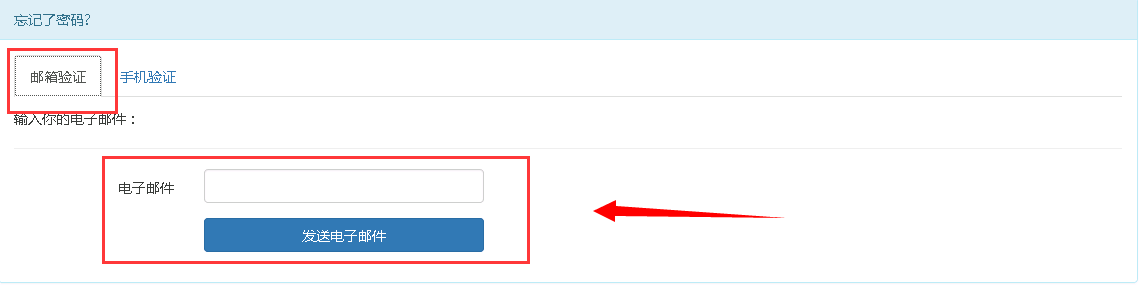 忘记了密码?
邮箱验证 手机验证
输入你的电子邮件：
电子邮件
发送电子邮件